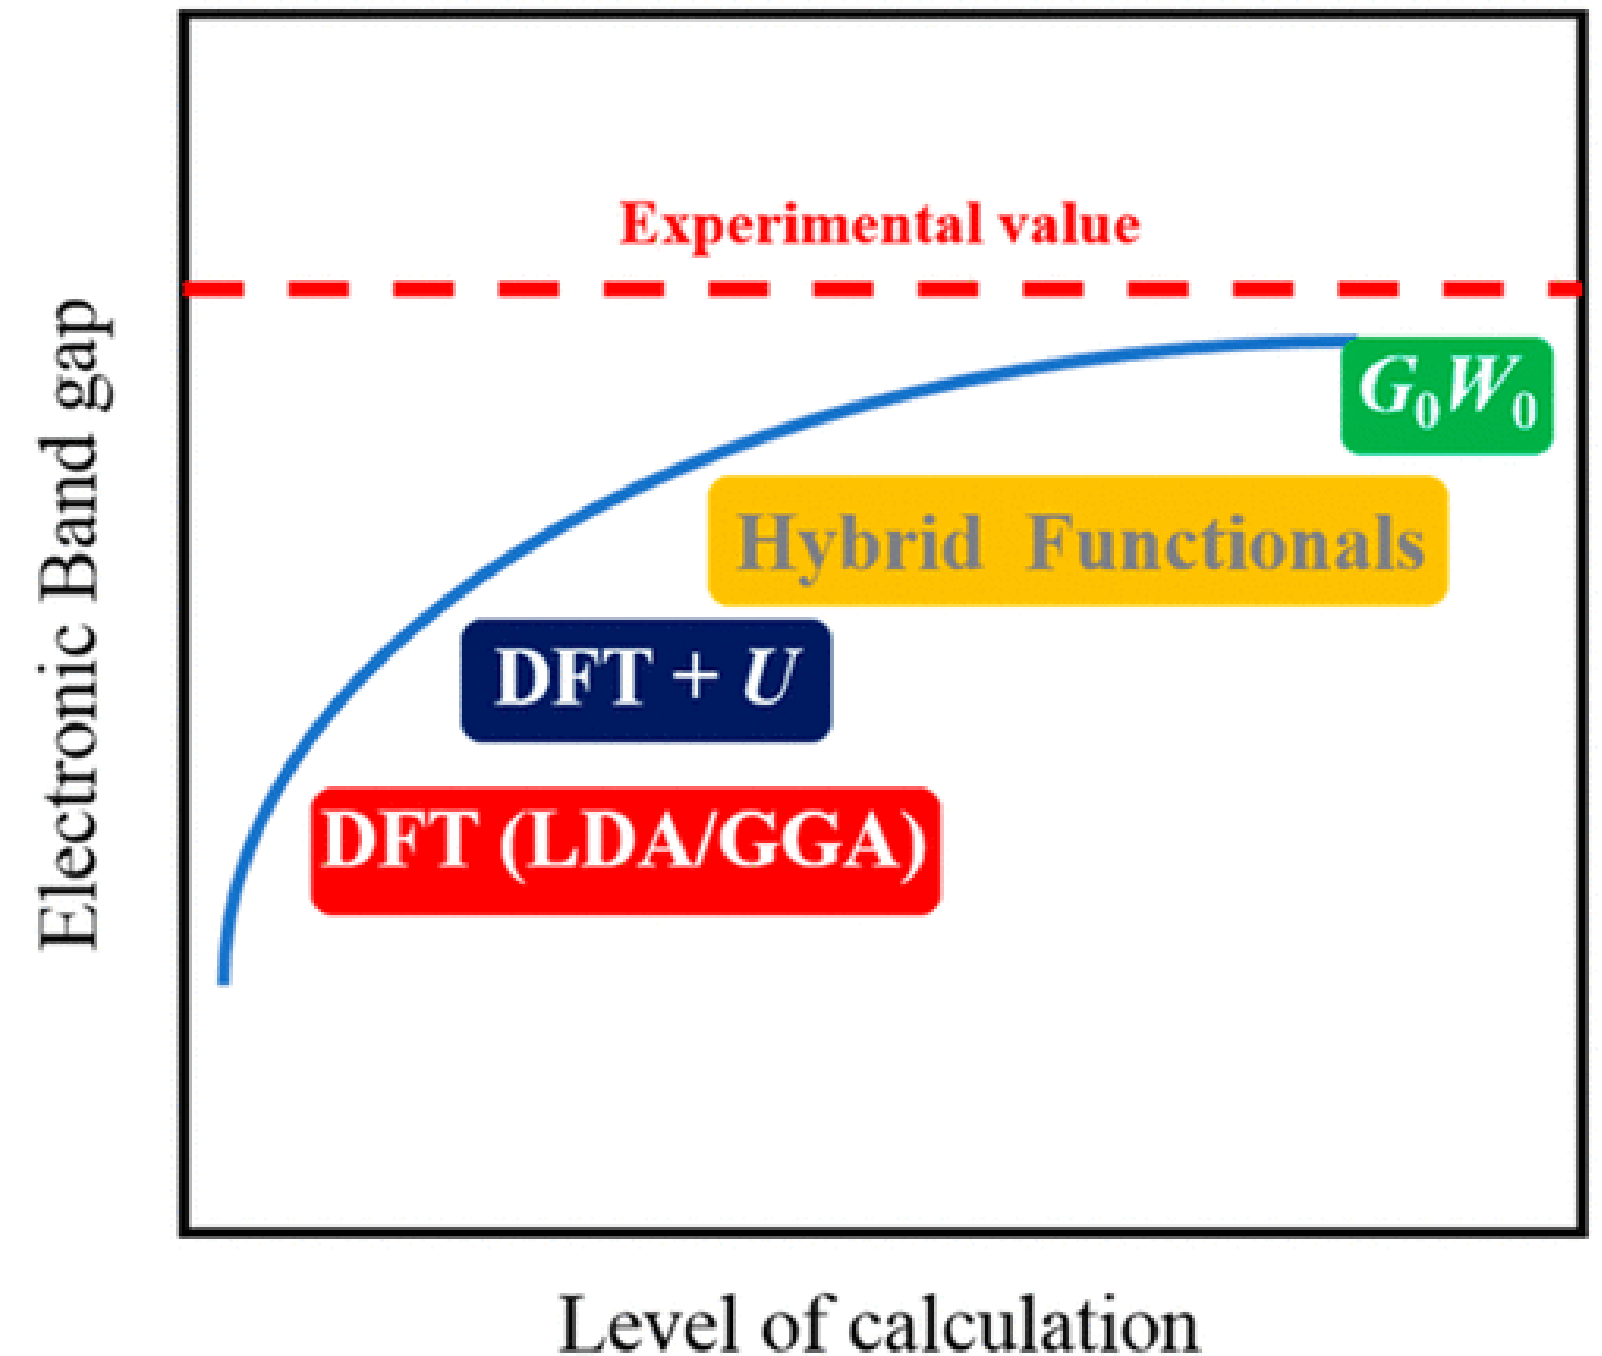 Experimental value
G₀W₀
Hybrid Functionals
DFT + U
DFT (LDA/GGA)
Electronic Band gap
Level of calculation